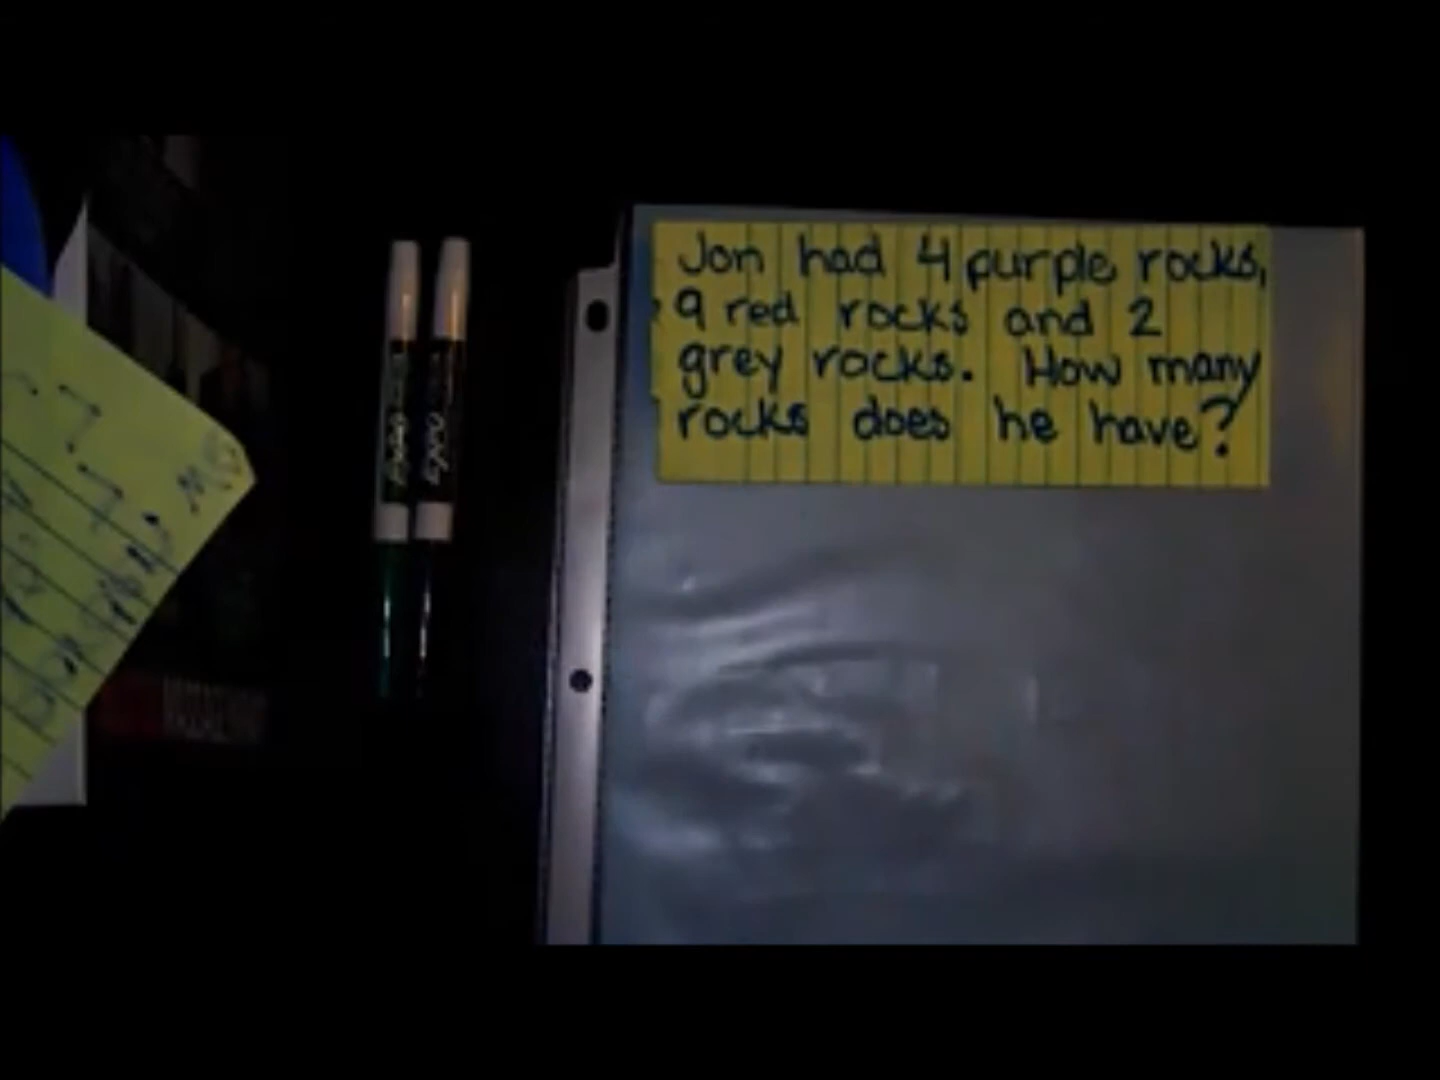 Jon had 4 purple rocks,
9 red rocks and 2
grey rocks. How many
rocks does he have?